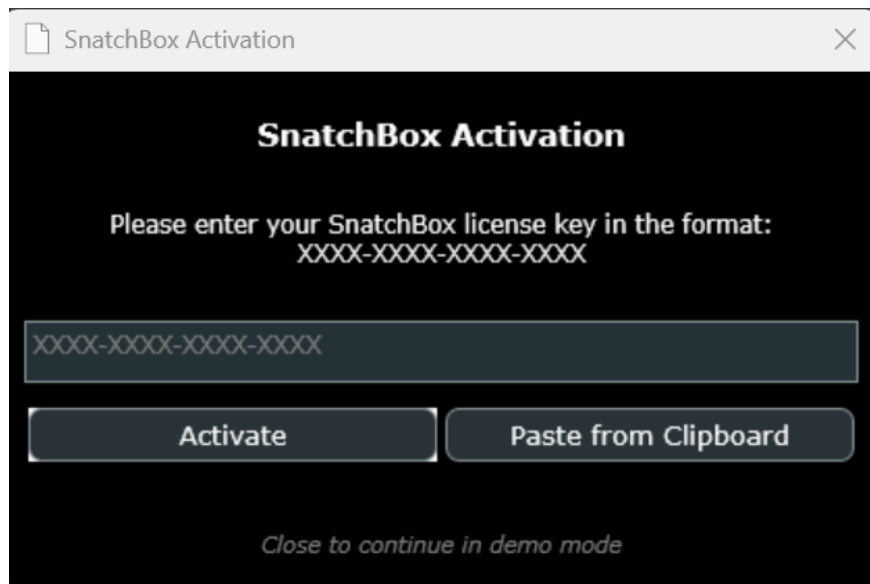 SnatchBox Activation
SnatchBox Activation
Please enter your SnatchBox license key in the format:
XXXX-XXXX-XXXX-XXXX
XXXX-XXXX-XXXX-XXXX
Activate
Paste from Clipboard
Close to continue in demo mode